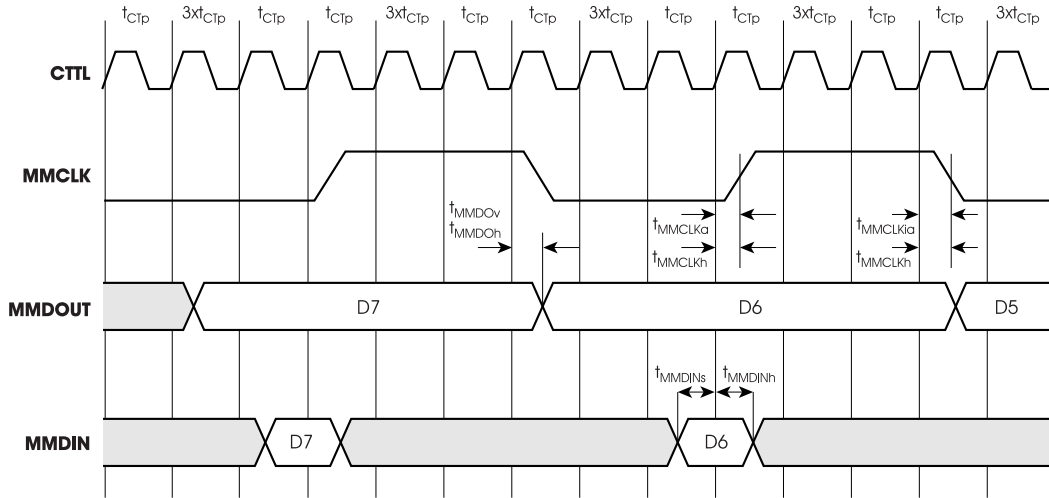 tCTp 3xtCTp tCTp tCTp 3xtCTp tCTp tCTp 3xtCTp tCTp tCTp 3xtCTp tCTp tCTp 3xtCTp
CTTL
MMCLK
tMMDOv
tMMDOh
tMMCLKa
tMMCLKh
tMMCLKia
tMMCLKh
MMDOUT D7 D6 D5
tMMDINs tMMDINh
MMDIN D7 D6